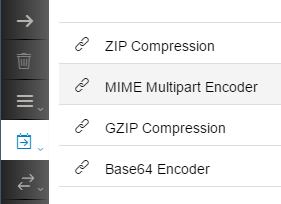 ZIP Compression
MIME Multipart Encoder
GZIP Compression
Base64 Encoder